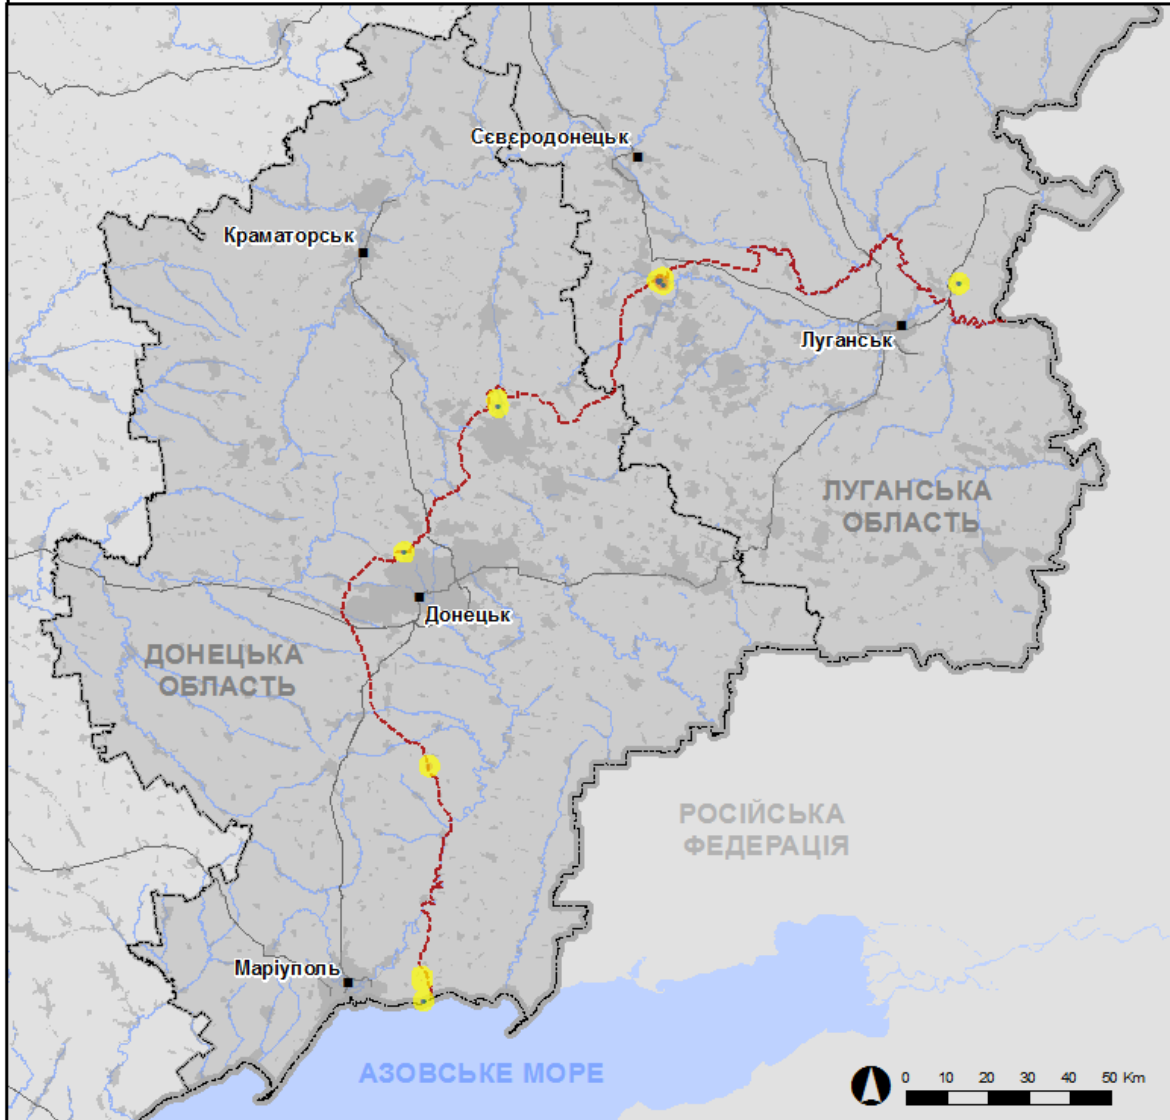 Сєвєродонецьк
Краматорськ
Луганськ
ЛУГАНСЬКА
ОБЛАСТЬ
Донецьк
ДОНЕЦЬКА
ОБЛАСТЬ
РОСІЙСЬКА
ФЕДЕРАЦІЯ
Маріуполь
АЗОВСЬКЕ МОРЕ
0 10 20 30 40 50 Km